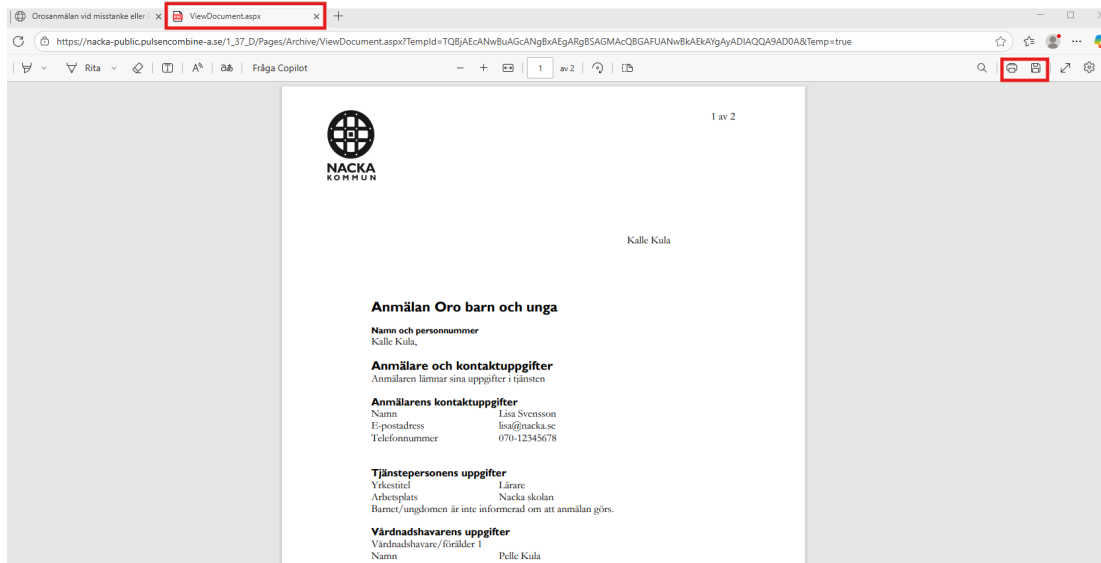 Orosanmälan vid misstanke eller
ViewDocument.aspx
https://nacka-public.pulsencombine-a.se/1_37_D/Pages/Archive/ViewDocument.aspx?TempId=TQBjAEcANwBuAGcANgBxAEgARgBSAGMAcQBGAFUANwBkAEkAYgAyADIAQQA9AD0A&Temp=true
Rita
Fråga Copilot
1 av 2
1 av 2
NACKA
KOMMUN
Kalle Kula
Anmälan Oro barn och unga
Namn och personnummer
Kalle Kula,
Anmälare och kontaktuppgifter
Anmälaren lämnar sina uppgifter i tjänsten
Anmälarens kontaktuppgifter
Namn Lisa Svensson
E-postadress lisa@nacka.se
Telefonnummer 070-12345678
Tjänstepersonens uppgifter
Yrkestitel Lärare
Arbetsplats Nacka skolan
Barnet/ungdomen är inte informerad om att anmälan görs.
Vårdnadshavarens uppgifter
Vårdnadshavare/förälder 1
Namn Pelle Kula